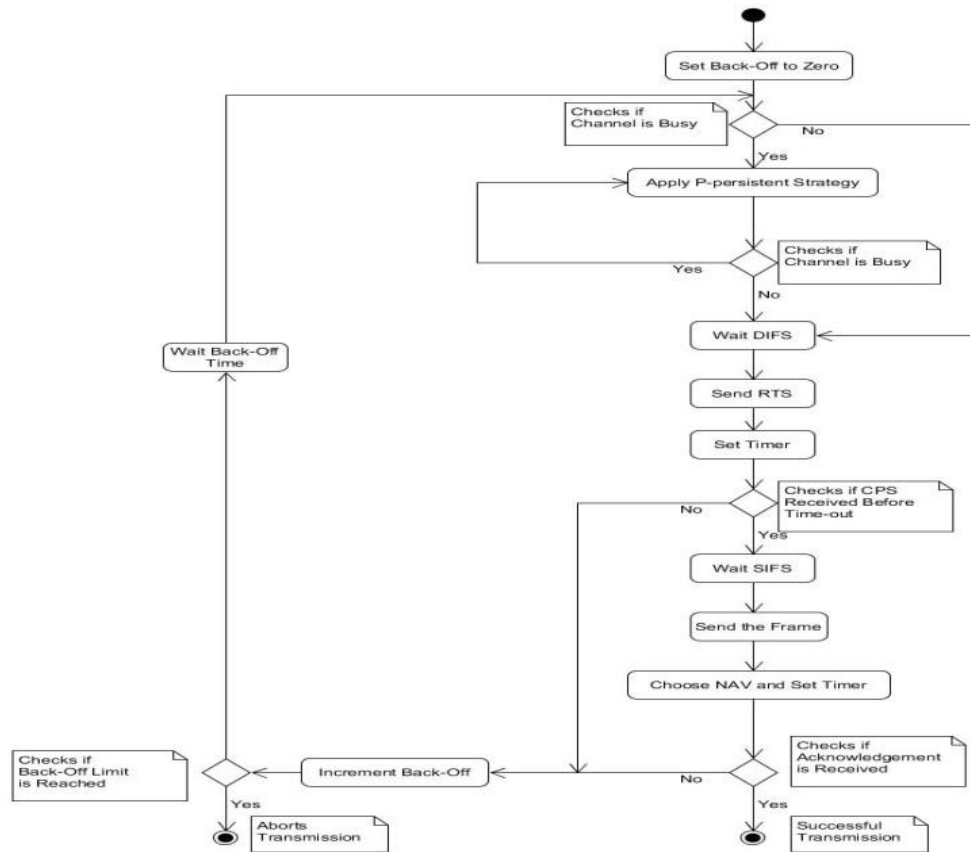 Set Back-Off to Zero
Checks if
Channel is Busy
No
Yes
Apply P-persistent Strategy
Checks if
Channel is Busy
Yes
No
Wait DIFS
Wait Back-Off
Time
Send RTS
Set Timer
Checks if CPS
Received Before
Time-out
No
Yes
Wait SIFS
Send the Frame
Choose NAV and Set Timer
Checks if
Acknowledgement
is Received
Checks if
Back-Off Limit
is Reached
Increment Back-Off
No
Yes
Yes
Aborts
Transmission
Successful
Transmission